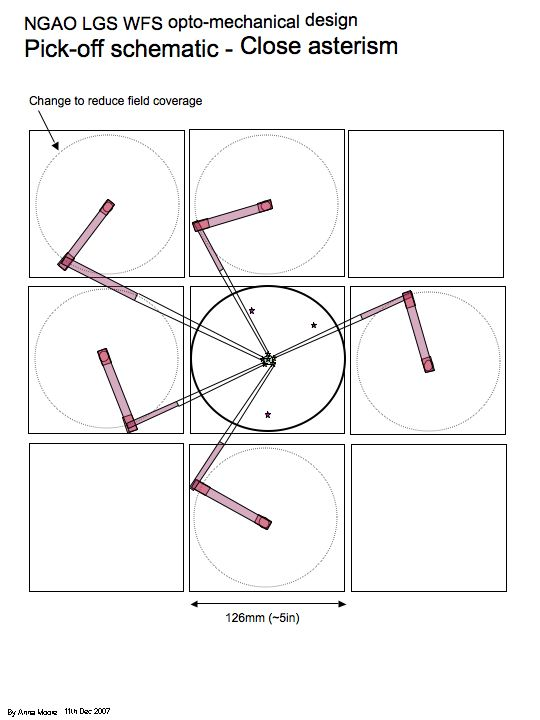 NGAO LGS WFS opto-mechanical design
Pick-off schematic - Close asterism
Change to reduce field coverage
126mm (~5in)
By Anna Moore 11th Dec 2007